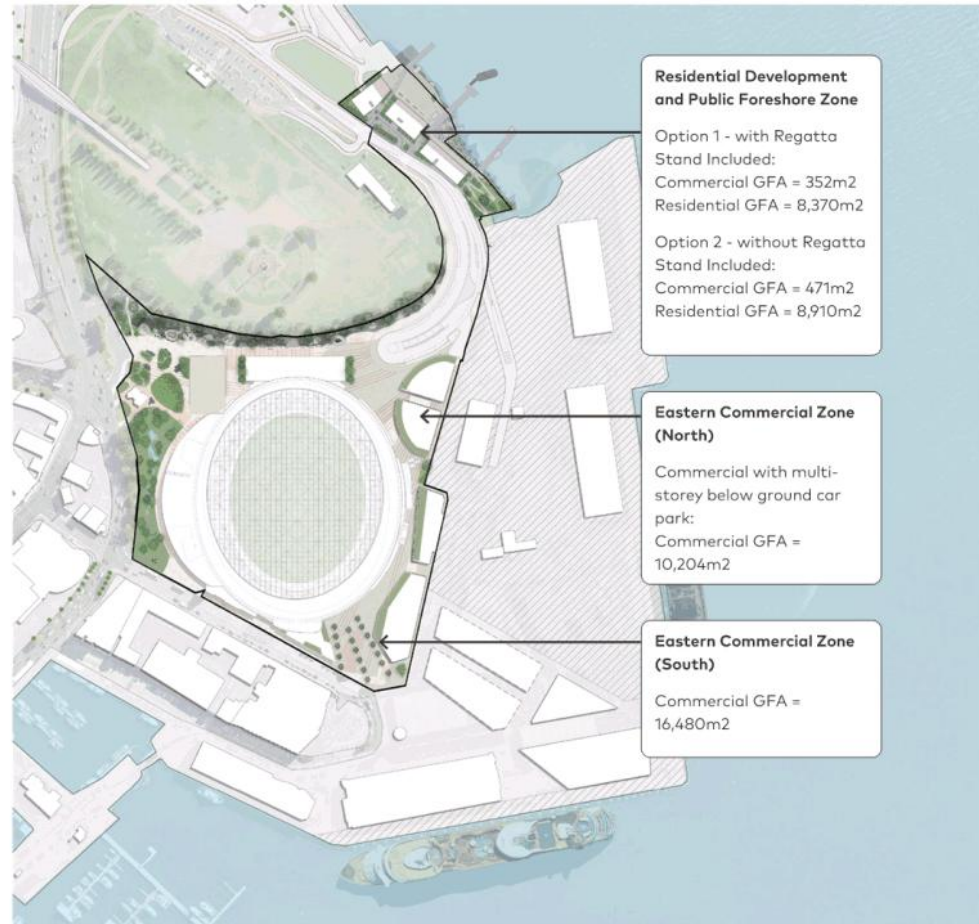 Residential Development
and Public Foreshore Zone
Option 1 - with Regatta
Stand Included:
Commercial GFA = 352m2
Residential GFA = 8,370m2
Option 2 - without Regatta
Stand Included:
Commercial GFA = 471m2
Residential GFA = 8,910m2
Eastern Commercial Zone
(North)
Commercial with multi-
storey below ground car
park:
Commercial GFA =
10,204m2
Eastern Commercial Zone
(South)
Commercial GFA =
16,480m2